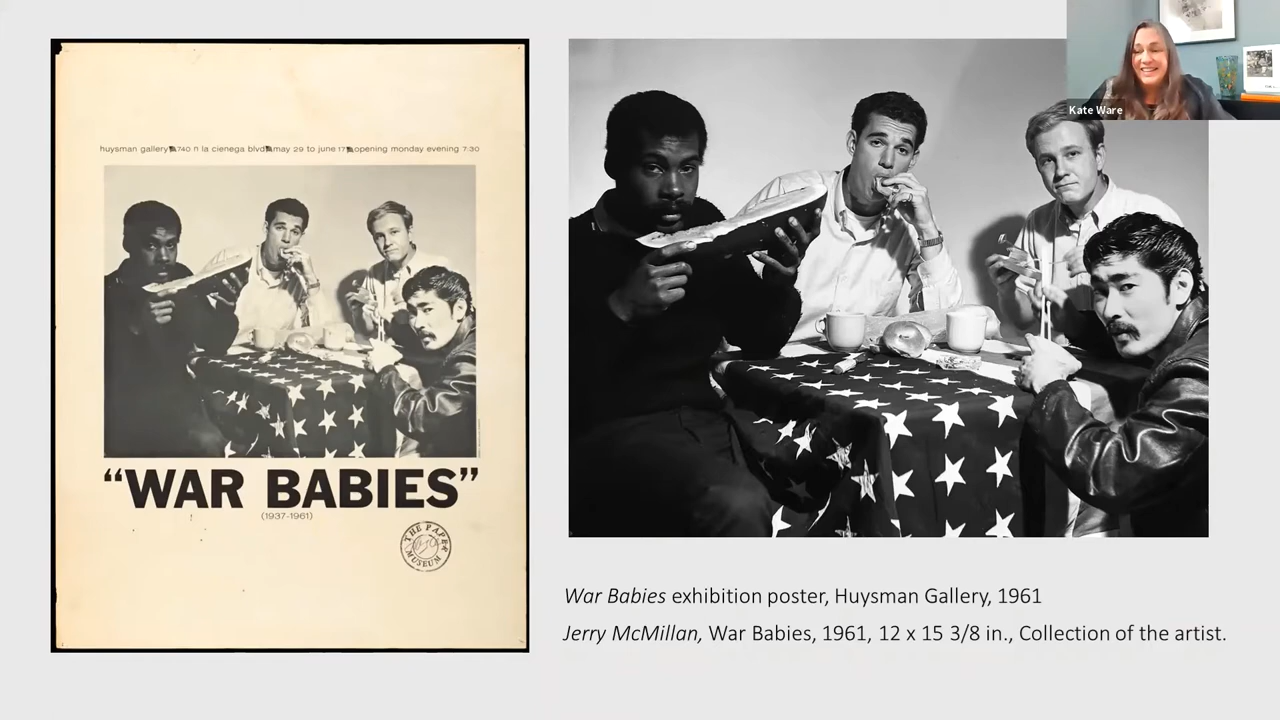 huysman gallery 740 n la cienega blvd may 29 to june 17 opening monday evening 7:30
“WAR BABIES”
(1937-1961)
THE PAPER MUSEUM
Kate Ware
War Babies exhibition poster, Huysman Gallery, 1961
Jerry McMillan, War Babies, 1961, 12 x 15 3/8 in., Collection of the artist.